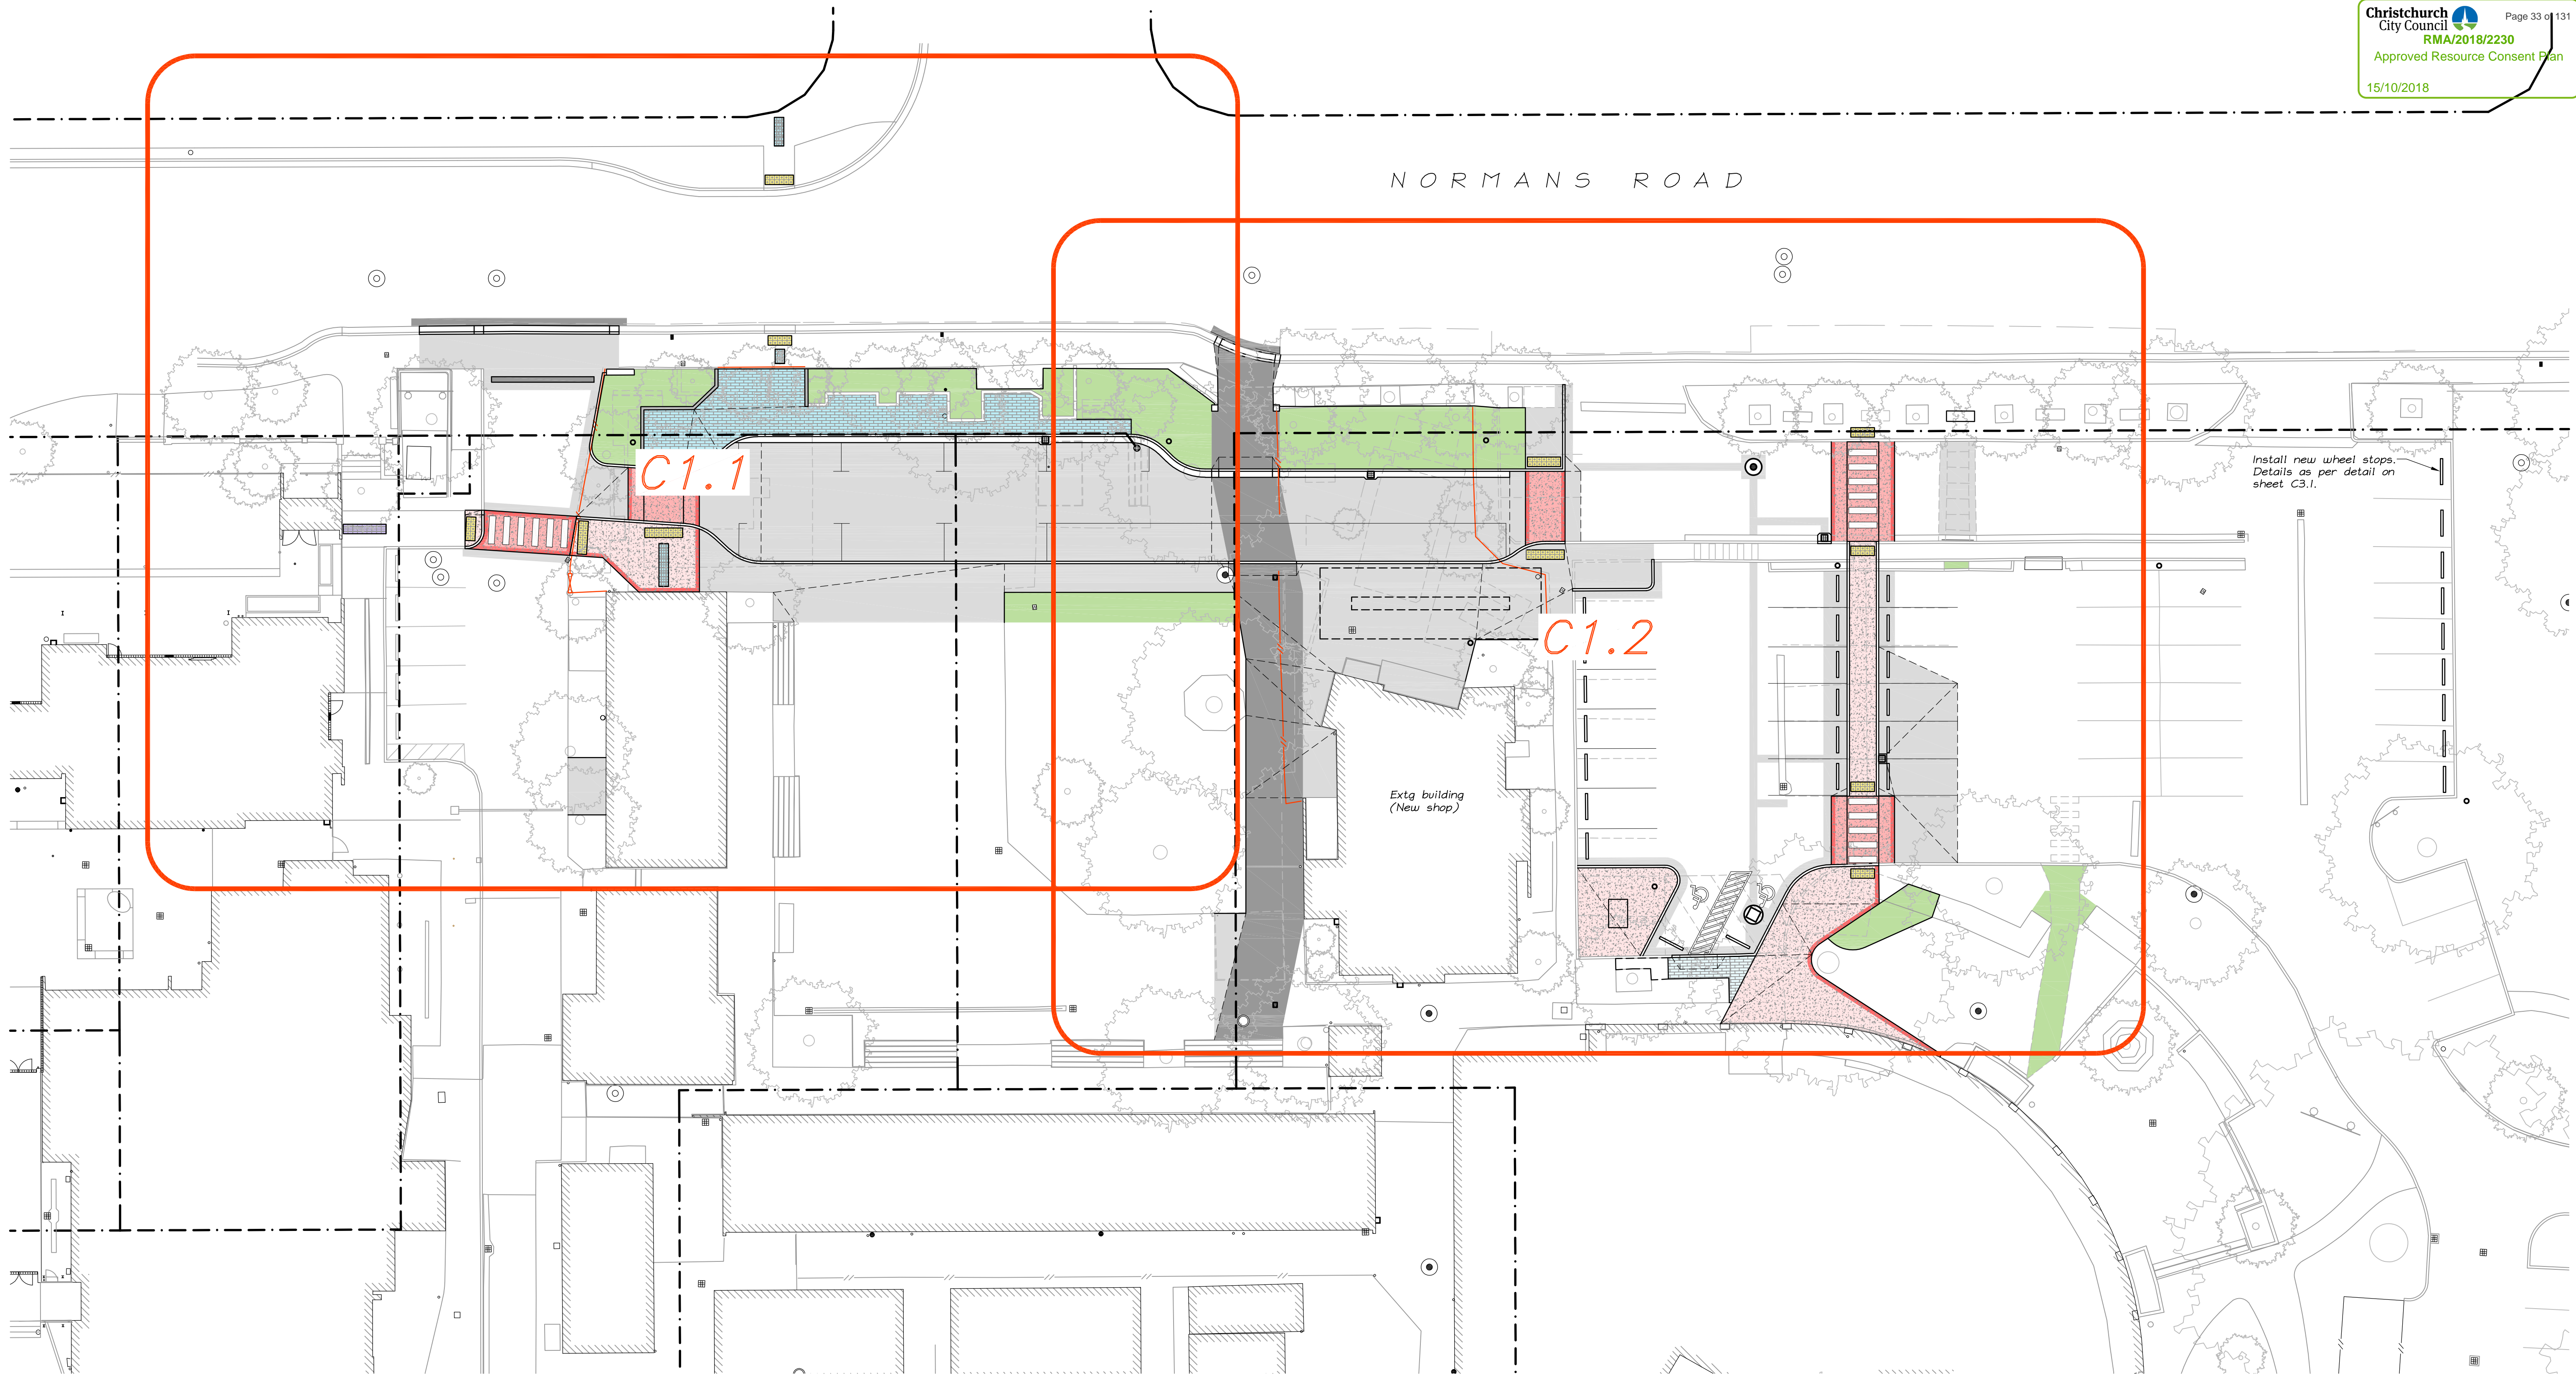 Christchurch
City Council
Page 33 of 131
RMA/2018/2230
Approved Resource Consent Plan
15/10/2018
NORMANS ROAD
C1.1
Install new wheel stops.
Details as per detail on
sheet C3.1.
C1.2
Extg building
(New shop)